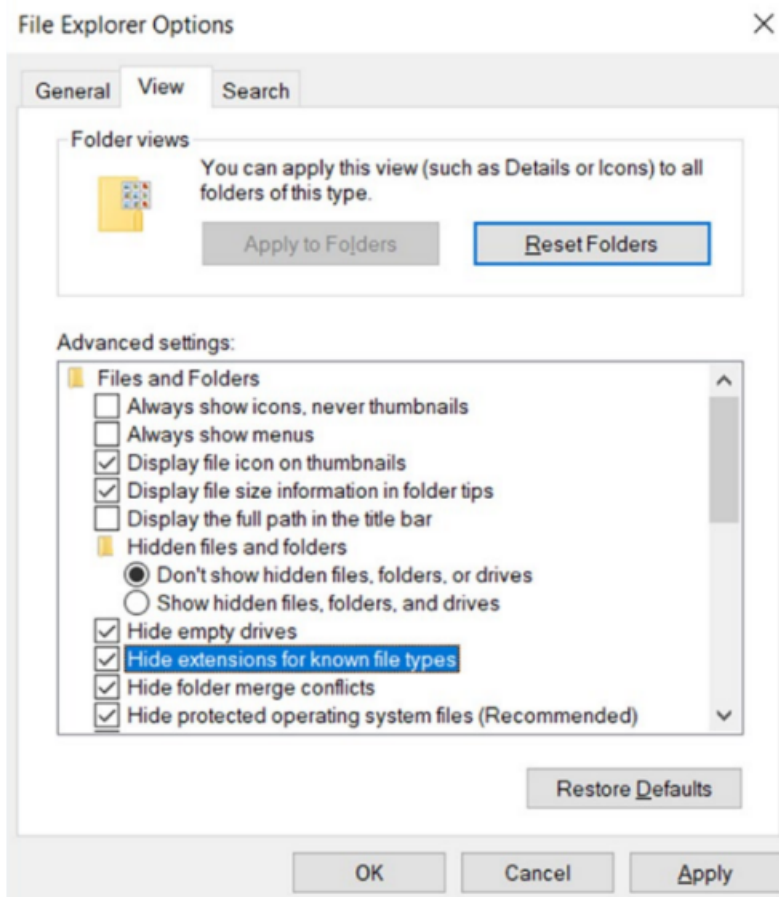 File Explorer Options
General View Search
Folder views
You can apply this view (such as Details or Icons) to all
folders of this type.
Apply to Folders Reset Folders
Advanced settings:
Files and Folders
Always show icons, never thumbnails
Always show menus
Display file icon on thumbnails
Display file size information in folder tips
Display the full path in the title bar
Hidden files and folders
Don't show hidden files, folders, or drives
Show hidden files, folders, and drives
Hide empty drives
Hide extensions for known file types
Hide folder merge conflicts
Hide protected operating system files (Recommended)
Restore Defaults
OK Cancel Apply